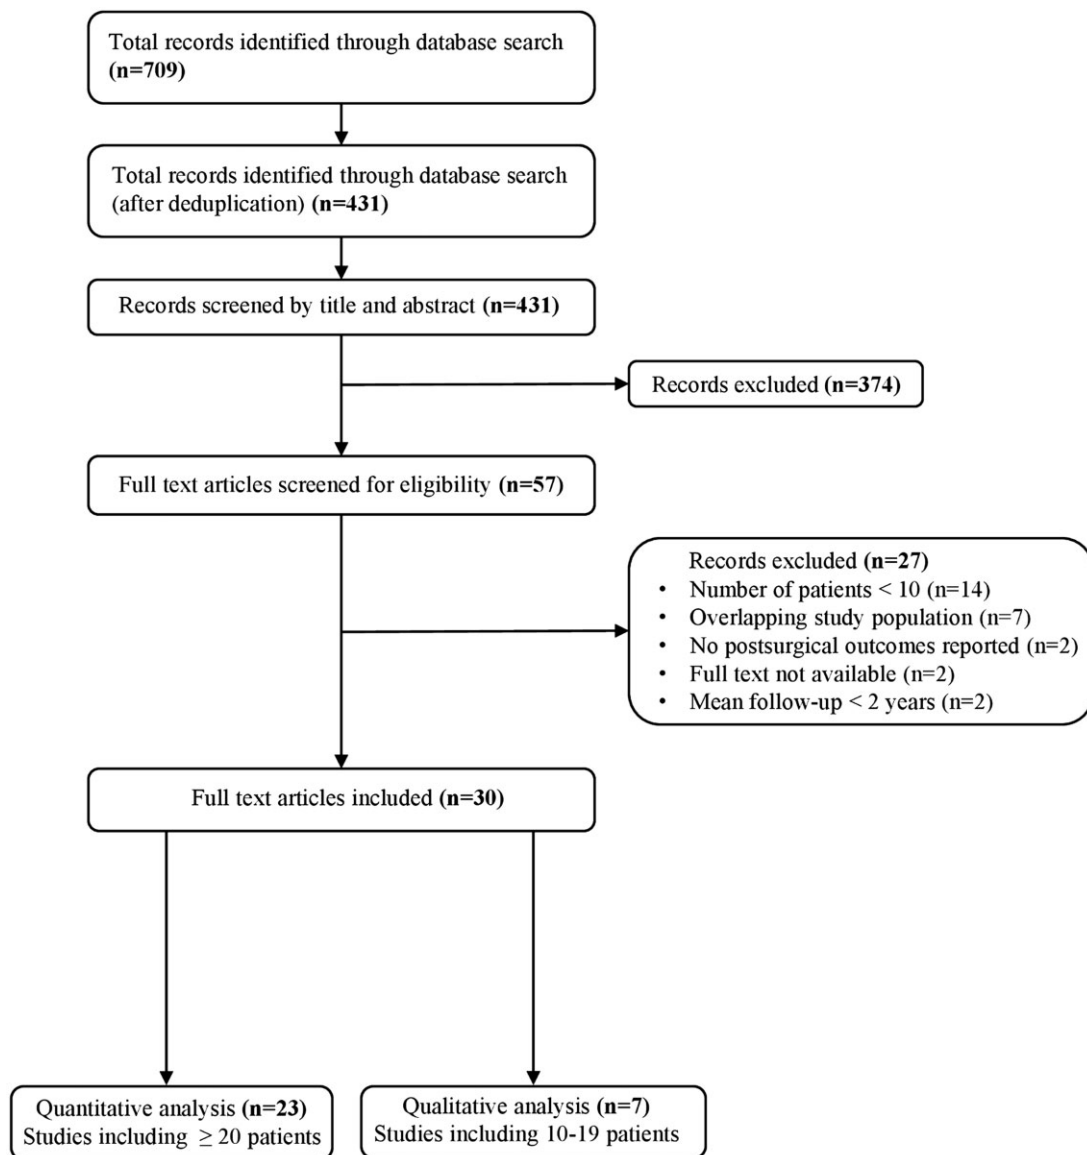 Total records identified through database search
(n=709)
Total records identified through database search
(after deduplication) (n=431)
Records screened by title and abstract (n=431)
Records excluded (n=374)
Full text articles screened for eligibility (n=57)
Records excluded (n=27)
• Number of patients < 10 (n=14)
• Overlapping study population (n=7)
• No postsurgical outcomes reported (n=2)
• Full text not available (n=2)
• Mean follow-up < 2 years (n=2)
Full text articles included (n=30)
Quantitative analysis (n=23)
Studies including ≥ 20 patients
Qualitative analysis (n=7)
Studies including 10-19 patients